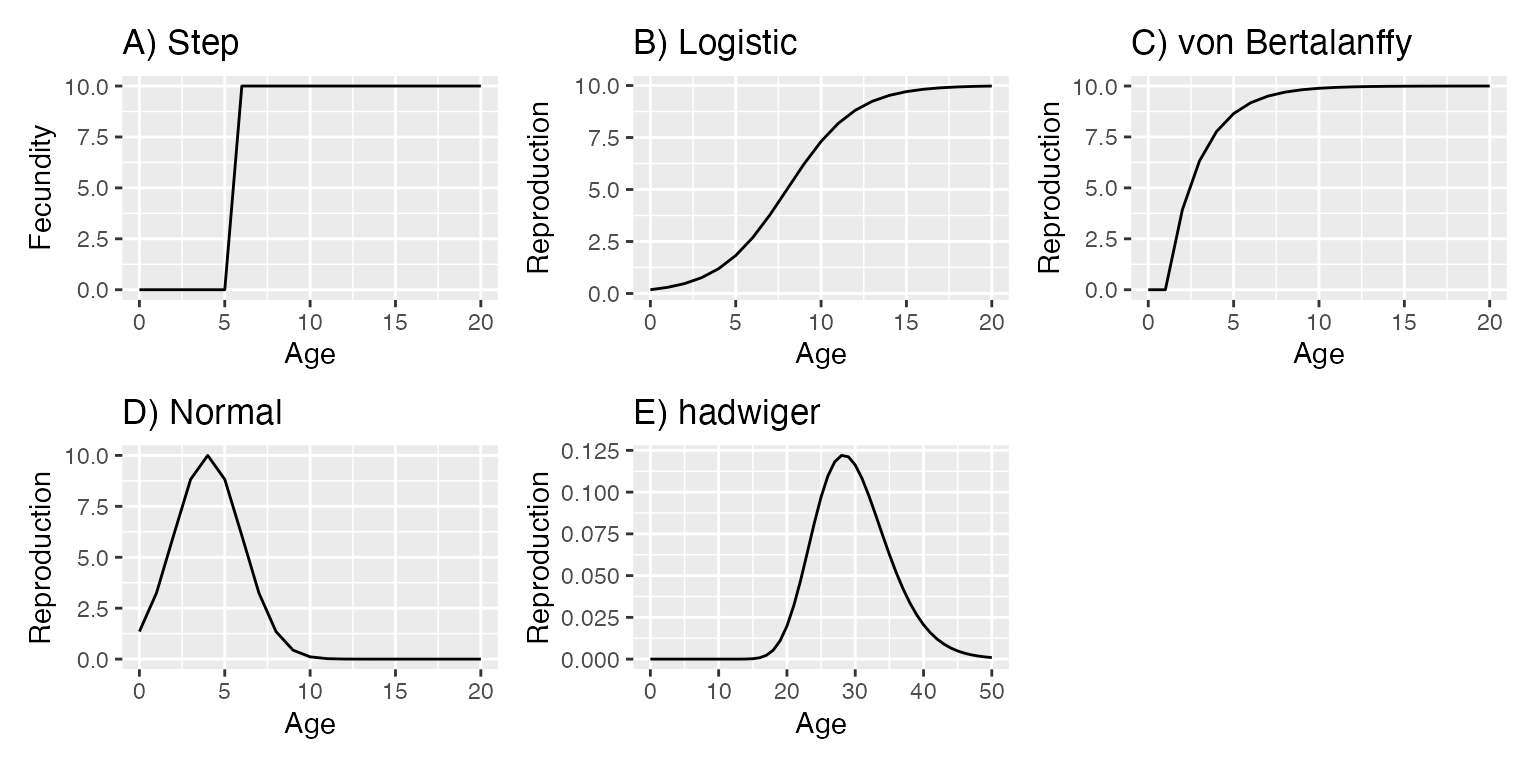 A) Step
Fecundity
10.0
7.5
5.0
2.5
0.0
0 5 10 15 20
Age
B) Logistic
Reproduction
10.0
7.5
5.0
2.5
0.0
0 5 10 15 20
Age
C) von Bertalanffy
Reproduction
10.0
7.5
5.0
2.5
0.0
0 5 10 15 20
Age
D) Normal
Reproduction
10.0
7.5
5.0
2.5
0.0
0 5 10 15 20
Age
E) hadwiger
Reproduction
0.125
0.100
0.075
0.050
0.025
0.000
0 10 20 30 40 50
Age